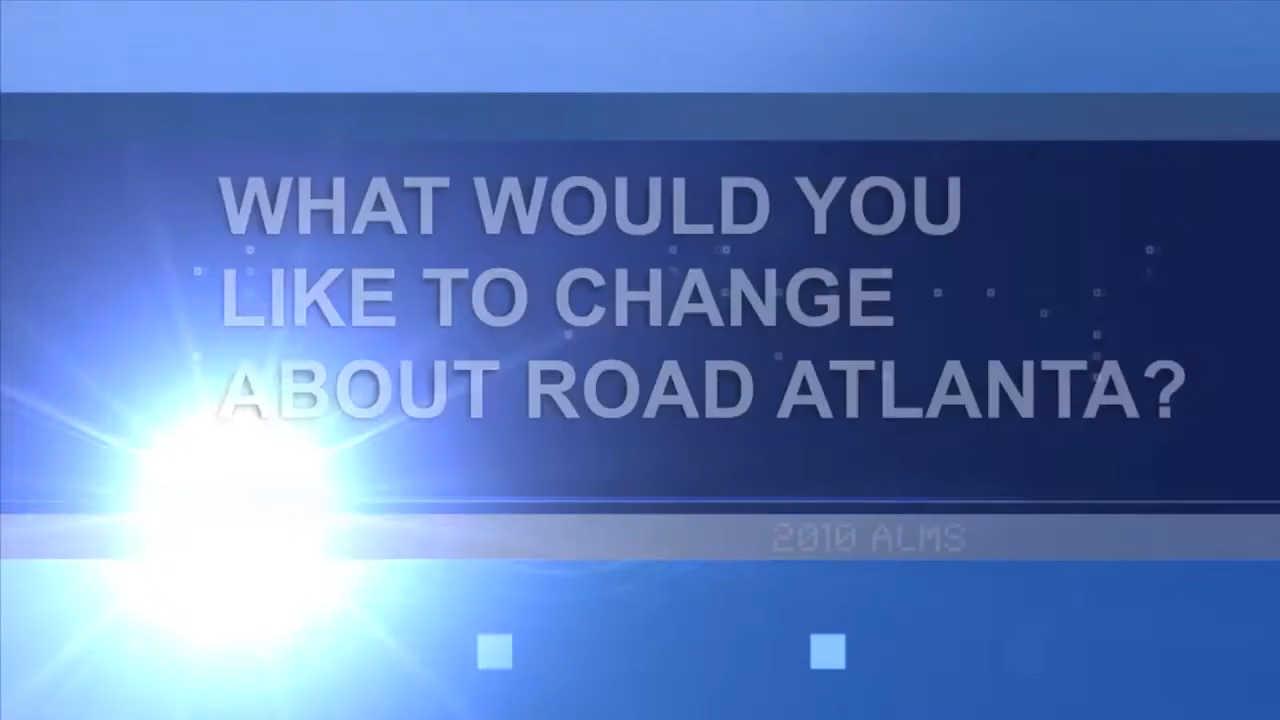 WHAT WOULD YOU
LIKE TO CHANGE
ABOUT ROAD ATLANTA?
2010 ALMS